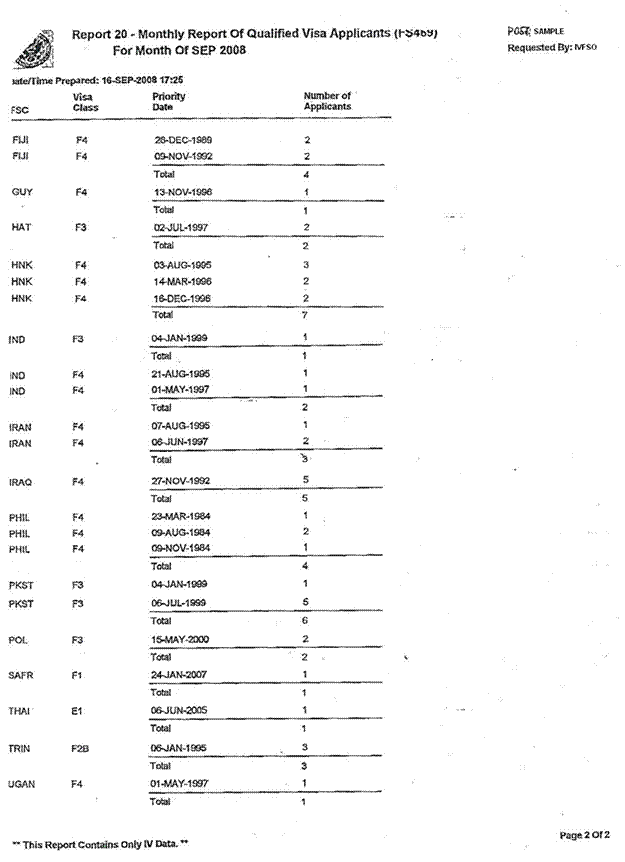 Report 20 - Monthly Report Of Qualified Visa Applicants (FS469)
For Month Of SEP 2008
POST: SAMPLE
Requested By: IVFSO
Date/Time Prepared: 16-SEP-2008 17:25
FSC Visa Class Priority Date Number of Applicants
FIJI F4 26-DEC-1989 2
FIJI F4 09-NOV-1992 2
Total 4
GUY F4 13-NOV-1996 1
Total 1
HAT F3 02-JUL-1997 2
Total 2
HNK F4 03-AUG-1995 3
HNK F4 14-MAR-1996 2
HNK F4 16-DEC-1996 2
Total 7
IND F3 04-JAN-1999 1
Total 1
IND F4 21-AUG-1995 1
IND F4 01-MAY-1997 1
Total 2
IRAN F4 07-AUG-1995 1
IRAN F4 06-JUN-1997 2
Total 3
IRAQ F4 27-NOV-1992 5
Total 5
PHIL F4 23-MAR-1984 1
PHIL F4 09-AUG-1984 2
PHIL F4 09-NOV-1984 1
Total 4
PKST F3 04-JAN-1999 1
PKST F3 06-JUL-1999 5
Total 6
POL F3 15-MAY-2000 2
Total 2
SAFR F1 24-JAN-2007 1
Total 1
THAI E1 06-JUN-2005 1
Total 1
TRIN F2B 06-JAN-1995 3
Total 3
UGAN F4 01-MAY-1997 1
Total 1
Page 2 Of 2
** This Report Contains Only IV Data. **